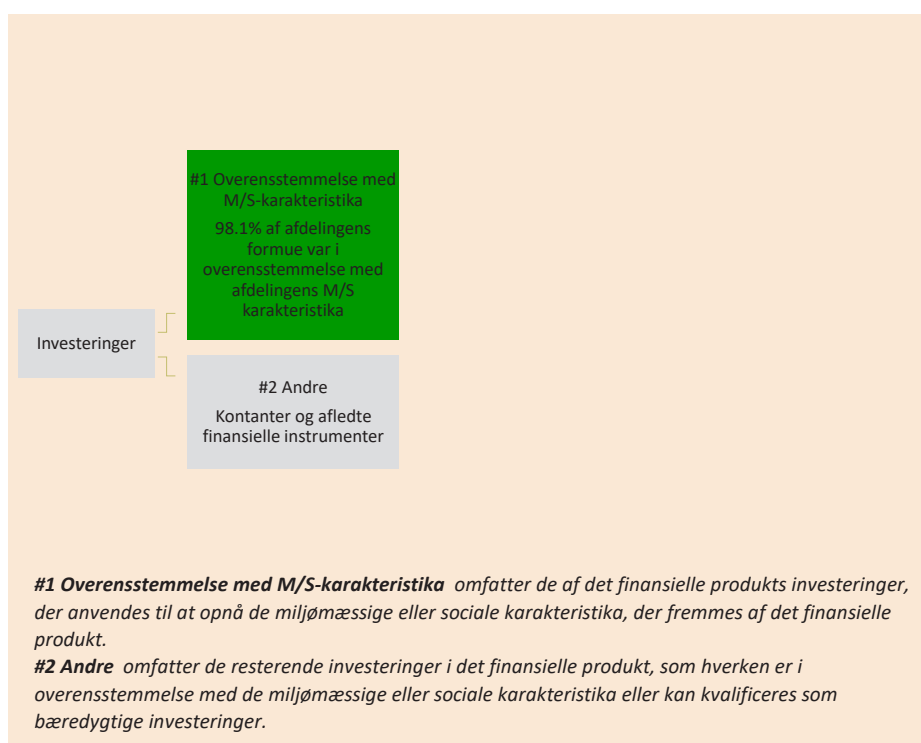 #1 Overensstemmelse med
M/S-karakteristika
98.1% af afdelingens
formue var i
overensstemmelse med
afdelingens M/S
karakteristika
Investeringer
#2 Andre
Kontanter og afledte
finansielle instrumenter
#1 Overensstemmelse med M/S-karakteristika omfatter de af det finansielle produkts investeringer,
der anvendes til at opnå de miljømæssige eller sociale karakteristika, der fremmes af det finansielle
produkt.
#2 Andre omfatter de resterende investeringer i det finansielle produkt, som hverken er i
overensstemmelse med de miljømæssige eller sociale karakteristika eller kan kvalificeres som
bæredygtige investeringer.